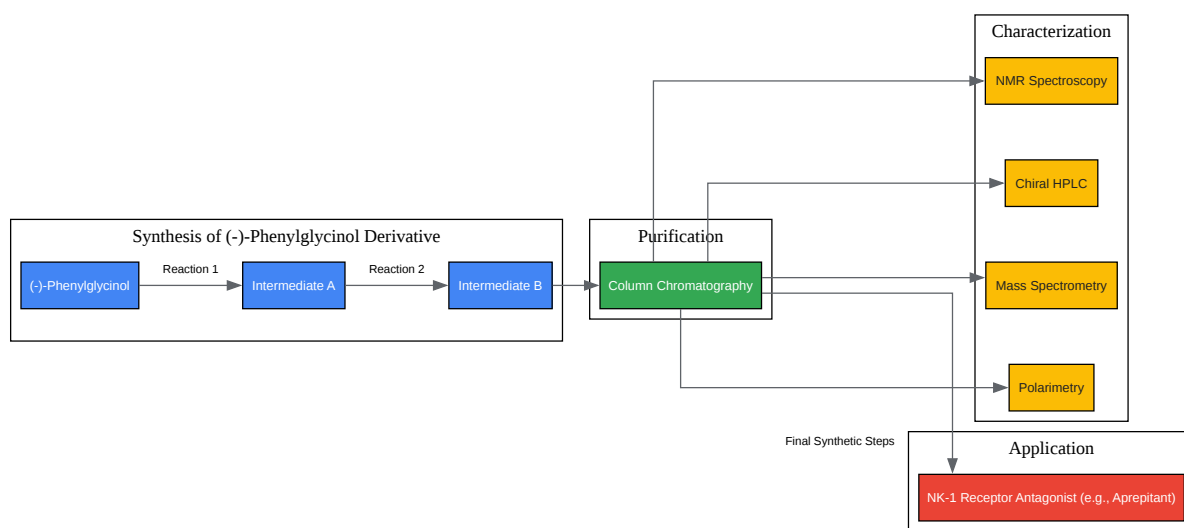 Characterization
NMR Spectroscopy
Chiral HPLC
Synthesis of (-)-Phenylglycinol Derivative
Purification
(-)-Phenylglycinol
Reaction 1
Intermediate A
Reaction 2
Intermediate B
Column Chromatography
Mass Spectrometry
Polarimetry
Final Synthetic Steps
Application
NK-1 Receptor Antagonist (e.g., Aprepitant)